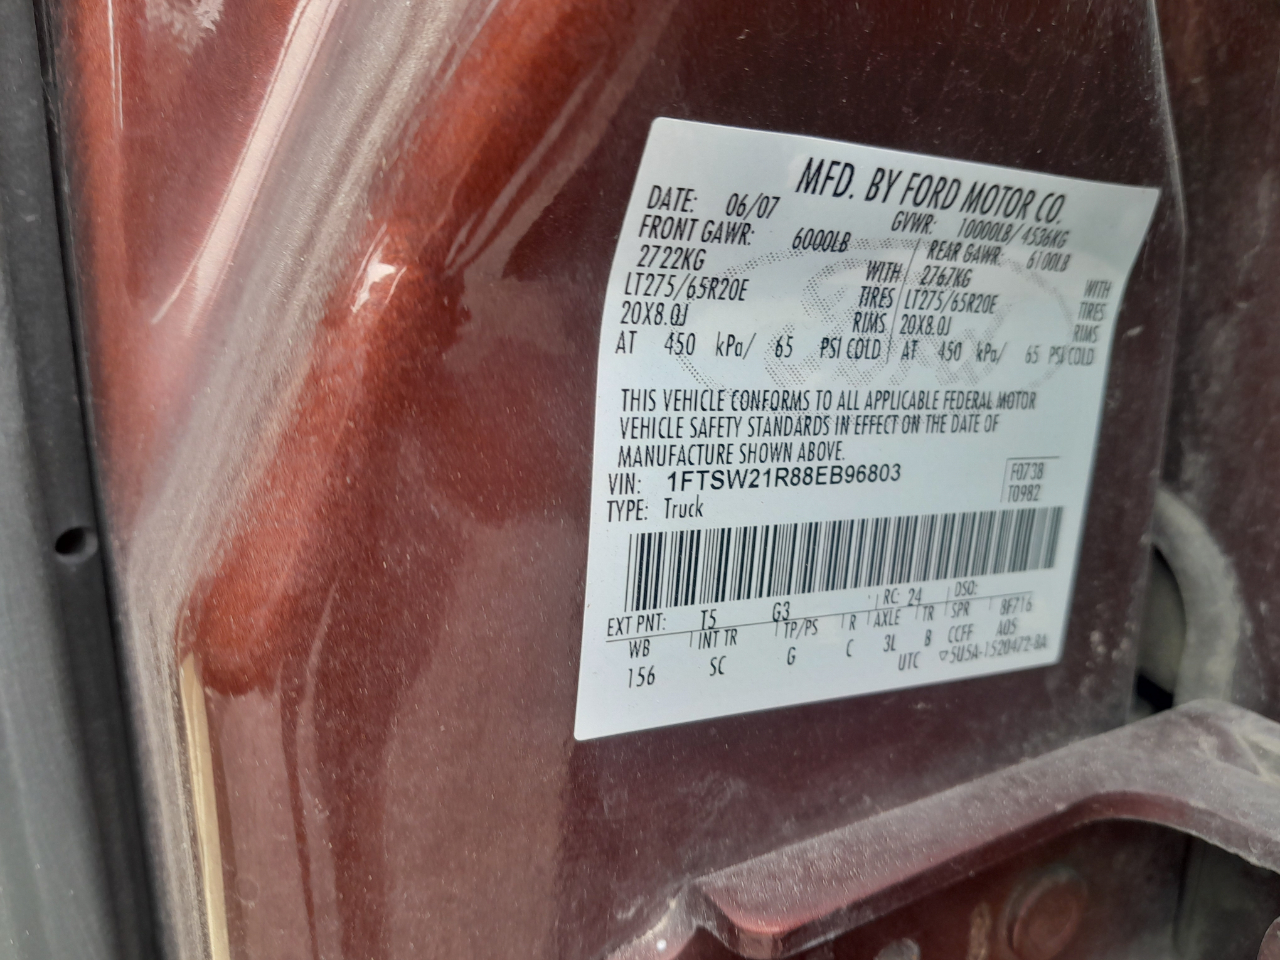 MFD. BY FORD MOTOR CO.
DATE: 06/07 GVWR: 10000LB/ 4536KG
FRONT GAWR: 6000LB REAR GAWR: 6100LB
2722KG WITH 2767KG WITH
LT275/65R20E TIRES LT275/65R20E TIRES
20X8.0J RIMS 20X8.0J RIMS
AT 450 kPa/ 65 PSI COLD AT 450 kPa/ 65 PSI COLD
THIS VEHICLE CONFORMS TO ALL APPLICABLE FEDERAL MOTOR
VEHICLE SAFETY STANDARDS IN EFFECT ON THE DATE OF
MANUFACTURE SHOWN ABOVE.
VIN: 1FTSW21R88EB96803 F0738
TYPE: Truck T0982
EXT PNT: T5 G3 RC: 24 DSO:
WB INT TR TP/PS R AXLE TR SPR 8F716
156 SC G C 3L B CCFF A05
UTC ▽5U5A-1520472-BA